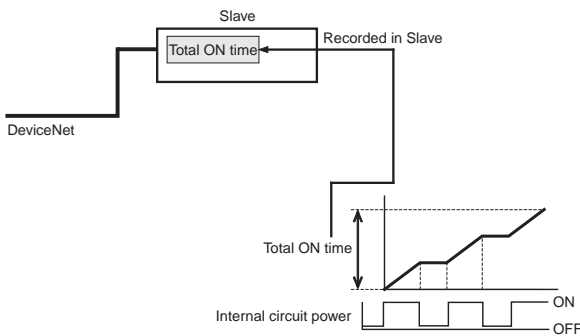 Slave
Total ON time
Recorded in Slave
DeviceNet
Total ON time
Internal circuit power
ON
OFF